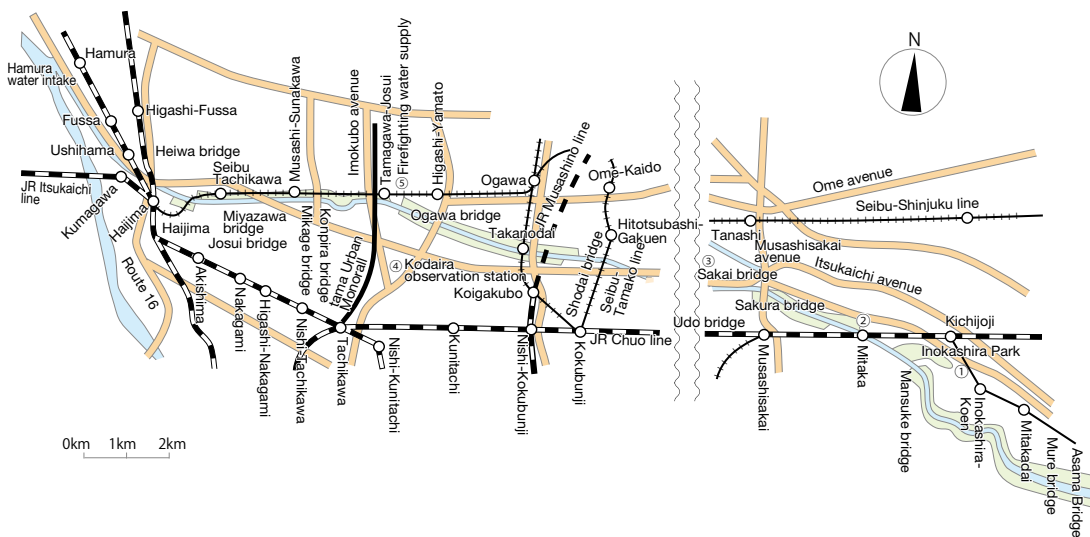 Hamura
Hamura
water intake
Higashi-Fussa
Fussa
Ushihama
Heiwa bridge
JR Itsukaichi
line
Kumagawa
Haijima
Haijima
Seibu
Tachikawa
Miyazawa
bridge
Josui bridge
Route 16
Akishima
Nakagami
Higashi-Nakagami
Nishi-Tachikawa
Tachikawa
Nishi-Kunitachi
Musashi-Sunakawa
Mikage bridge
Konpira bridge
Imokubo avenue
Tama Urban
Monorail
Tamagawa-Josui
⑤ Firefighting water supply
Higashi-Yamato
Ogawa bridge
④ Kodaira
observation station
Kunitachi
Ogawa
Takanodai
Koigakubo
Nishi-Kokubunji
JR Musashino line
Ome-Kaido
Hitotsubashi-
Gakuen
Shodai bridge
Seibu-
Tamako line
Kokubunji
JR Chuo line
N
Ome avenue
Seibu-Shinjuku line
Tanashi
Musashisakai
avenue
③
Sakai bridge
Itsukaichi avenue
Sakura bridge
Udo bridge
②
Kichijoji
Inokashira Park
①
Musashisakai
Mitaka
Mansuke bridge
Inokashira-
Koen
Mitakadai
Mure bridge
Asama Bridge
0km 1km 2km